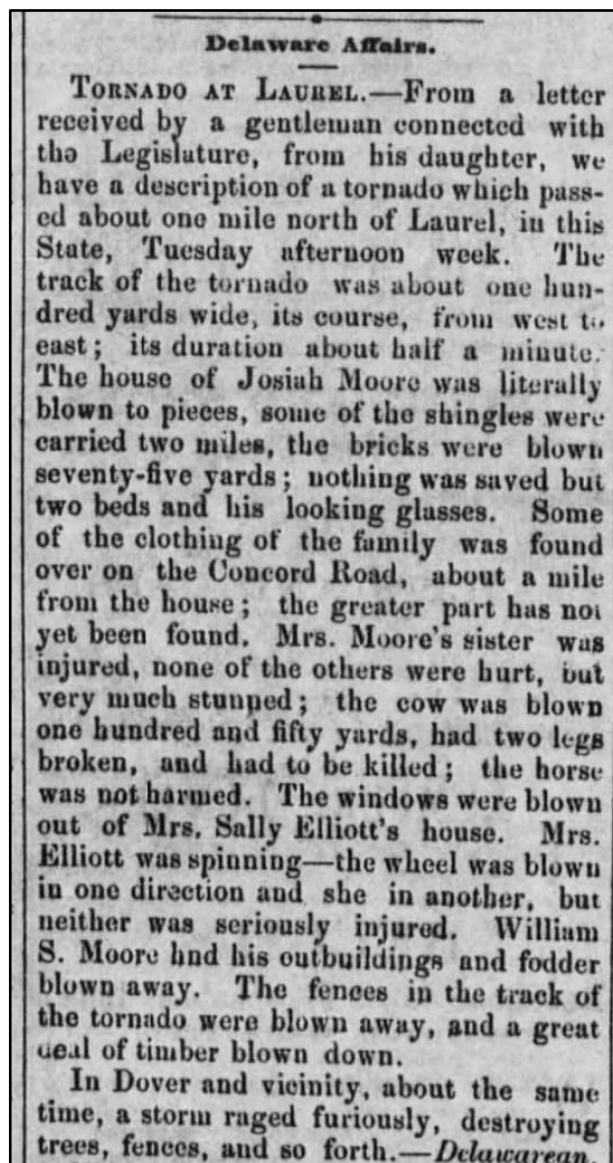 Delaware Affairs.
TORNADO AT LAUREL.—From a letter
received by a gentleman connected with
tha Legislature, from his daughter, we
have a description of a tornado which pass-
ed about one mile north of Laurel, in this
State, Tuesday afternoon week. The
track of the tornado was about one hun-
dred yards wide, its course, from west to
east; its duration about half a minute.
The house of Josiah Moore was literally
blown to pieces, some of the shingles were
carried two miles, the bricks were blown
seventy-five yards; nothing was saved but
two beds and his looking glasses. Some
of the clothing of the family was found
over on the Concord Road, about a mile
from the house; the greater part has not
yet been found. Mrs. Moore's sister was
injured, none of the others were hurt, but
very much stunped; the cow was blown
one hundred and fifty yards, had two legs
broken, and had to be killed; the horse
was not harmed. The windows were blown
out of Mrs. Sally Elliott's house. Mrs.
Elliott was spinning—the wheel was blown
in one direction and she in another, but
neither was seriously injured. William
S. Moore hnd his outbuildings and fodder
blown away. The fences in the track of
the tornado were blown away, and a great
deal of timber blown down.
In Dover and vicinity, about the same
time, a storm raged furiously, destroying
trees, fences, and so forth.—Delawarean.